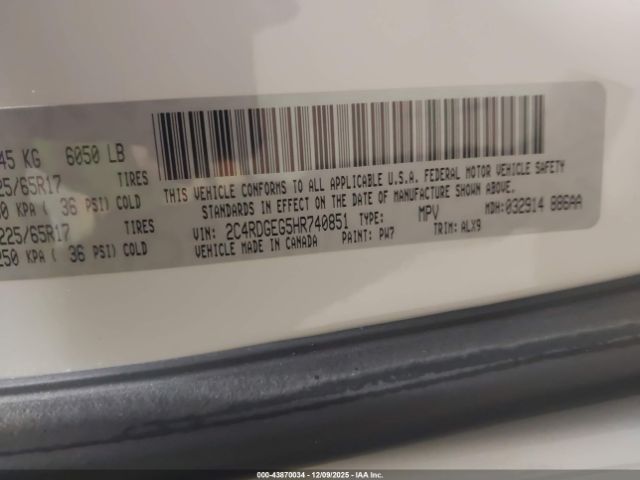 45 KG 6050 LB
25/65R17 TIRES
0 KPA ( 36 PSI) COLD
225/65R17 TIRES
250 KPA ( 36 PSI) COLD
THIS VEHICLE CONFORMS TO ALL APPLICABLE U.S.A. FEDERAL MOTOR VEHICLE SAFETY
STANDARDS IN EFFECT ON THE DATE OF MANUFACTURE SHOWN ABOVE.
VIN: 2C4RDGEG5HR740851 TYPE: MPV MDH: 032914 886AA
VEHICLE MADE IN CANADA PAINT: PW7 TRIM: ALX9
000-43870034 | 12/09/2025 | IAA Inc.